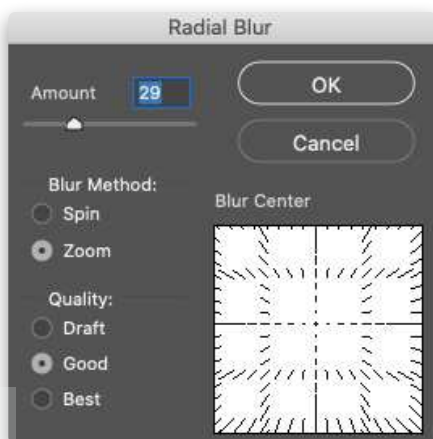 Radial Blur
Amount 29
OK
Cancel
Blur Method:
Spin
Zoom
Blur Center
Quality:
Draft
Good
Best